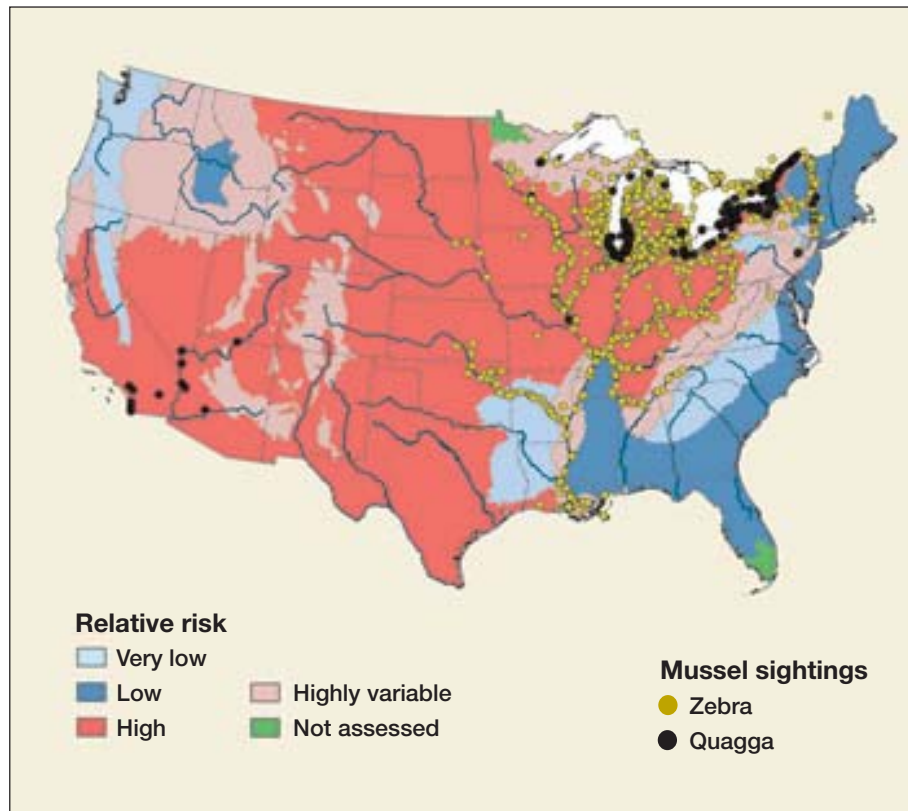 Relative risk
Very low
Low
High
Highly variable
Not assessed
Mussel sightings
Zebra
Quagga